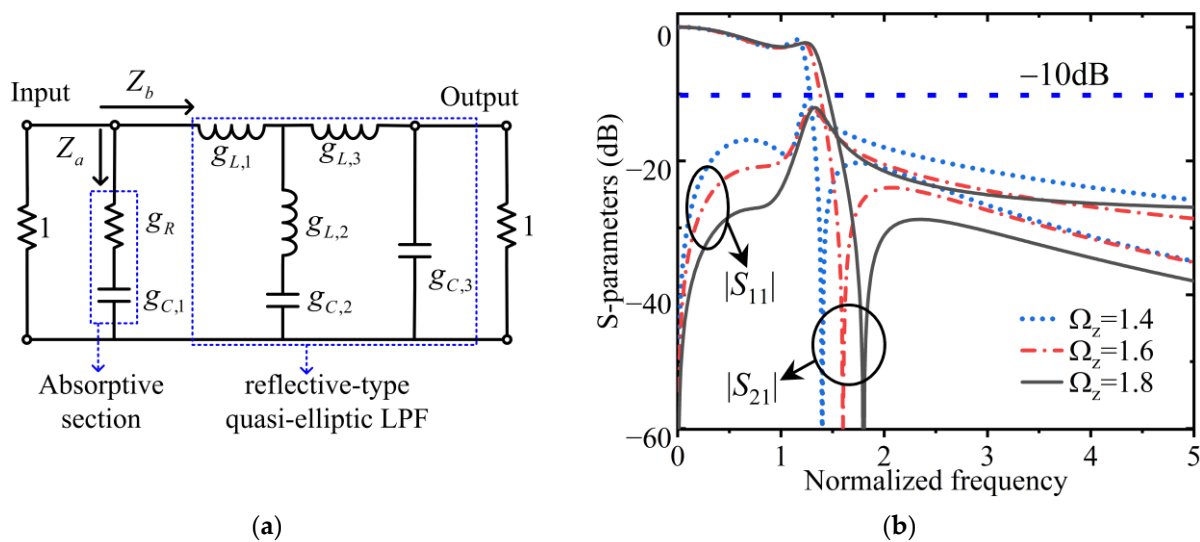 Input
Z_b
Output
Z_a
g_{L,1}
g_{L,3}
1
g_R
g_{L,2}
1
g_{C,1}
g_{C,2}
g_{C,3}
Absorptive
section
reflective-type
quasi-elliptic LPF
(a)
S-parameters (dB)
0
−20
−40
−60
−10dB
|S_{11}|
|S_{21}|
Ω_z=1.4
Ω_z=1.6
Ω_z=1.8
0 1 2 3 4 5
Normalized frequency
(b)